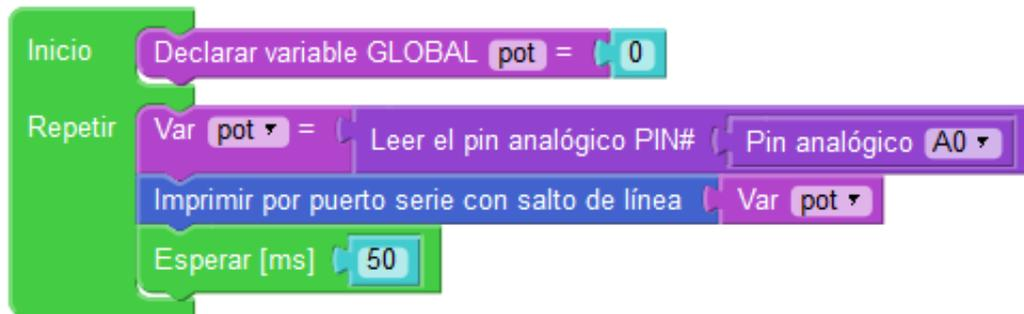 Inicio Declarar variable GLOBAL pot = 0
Repetir Var pot = Leer el pin analógico PIN# Pin analógico A0
Imprimir por puerto serie con salto de línea Var pot
Esperar [ms] 50